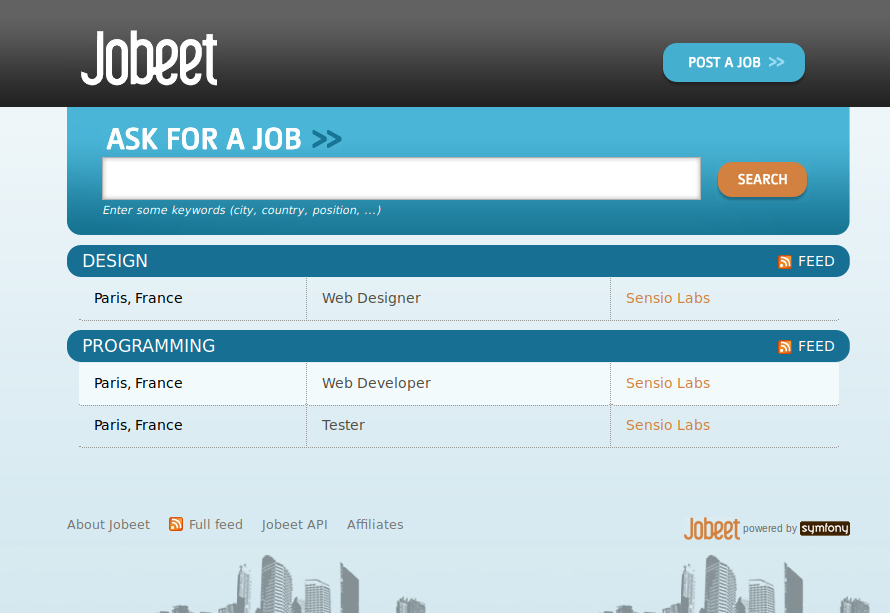 Jobeet
POST A JOB >>
ASK FOR A JOB >>
SEARCH
Enter some keywords (city, country, position, ...)
DESIGN FEED
Paris, France Web Designer Sensio Labs
PROGRAMMING FEED
Paris, France Web Developer Sensio Labs
Paris, France Tester Sensio Labs
About Jobeet Full feed Jobeet API Affiliates Jobeet powered by symfony